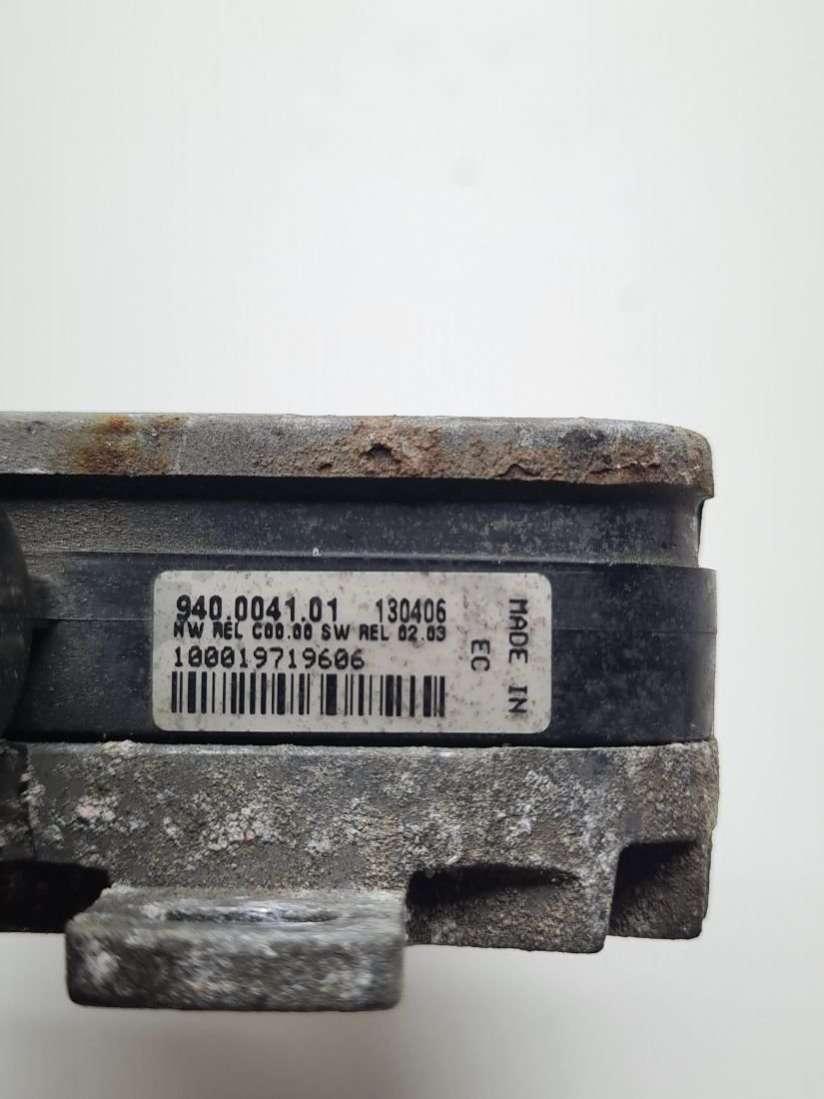 940.0041.01 130406
HW REL C00.00 SW REL 02.03
100019719606
MADE IN
EC